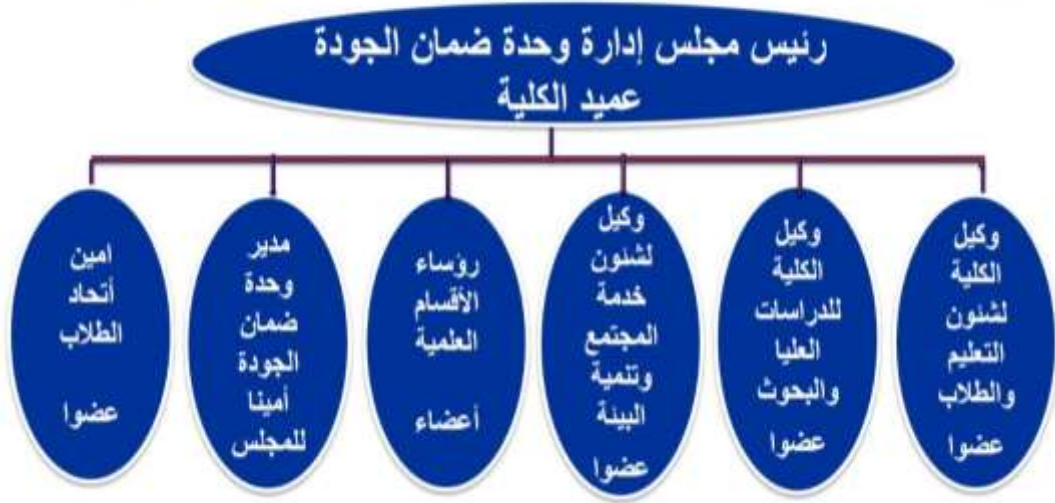 رئيس مجلس إدارة وحدة ضمان الجودة
عميد الكلية
وكيل
الكلية
لشئون
التعليم
والطلاب
عضوا
وكيل
الكلية
للدراسات
العليا
والبحوث
عضوا
وكيل
لشئون
خدمة
المجتمع
وتنمية
البيئة
عضوا
رؤساء
الأقسام
العلمية
أعضاء
مدير
وحدة
ضمان
الجودة
أمينا
للمجلس
امين
أتحاد
الطلاب
عضوا